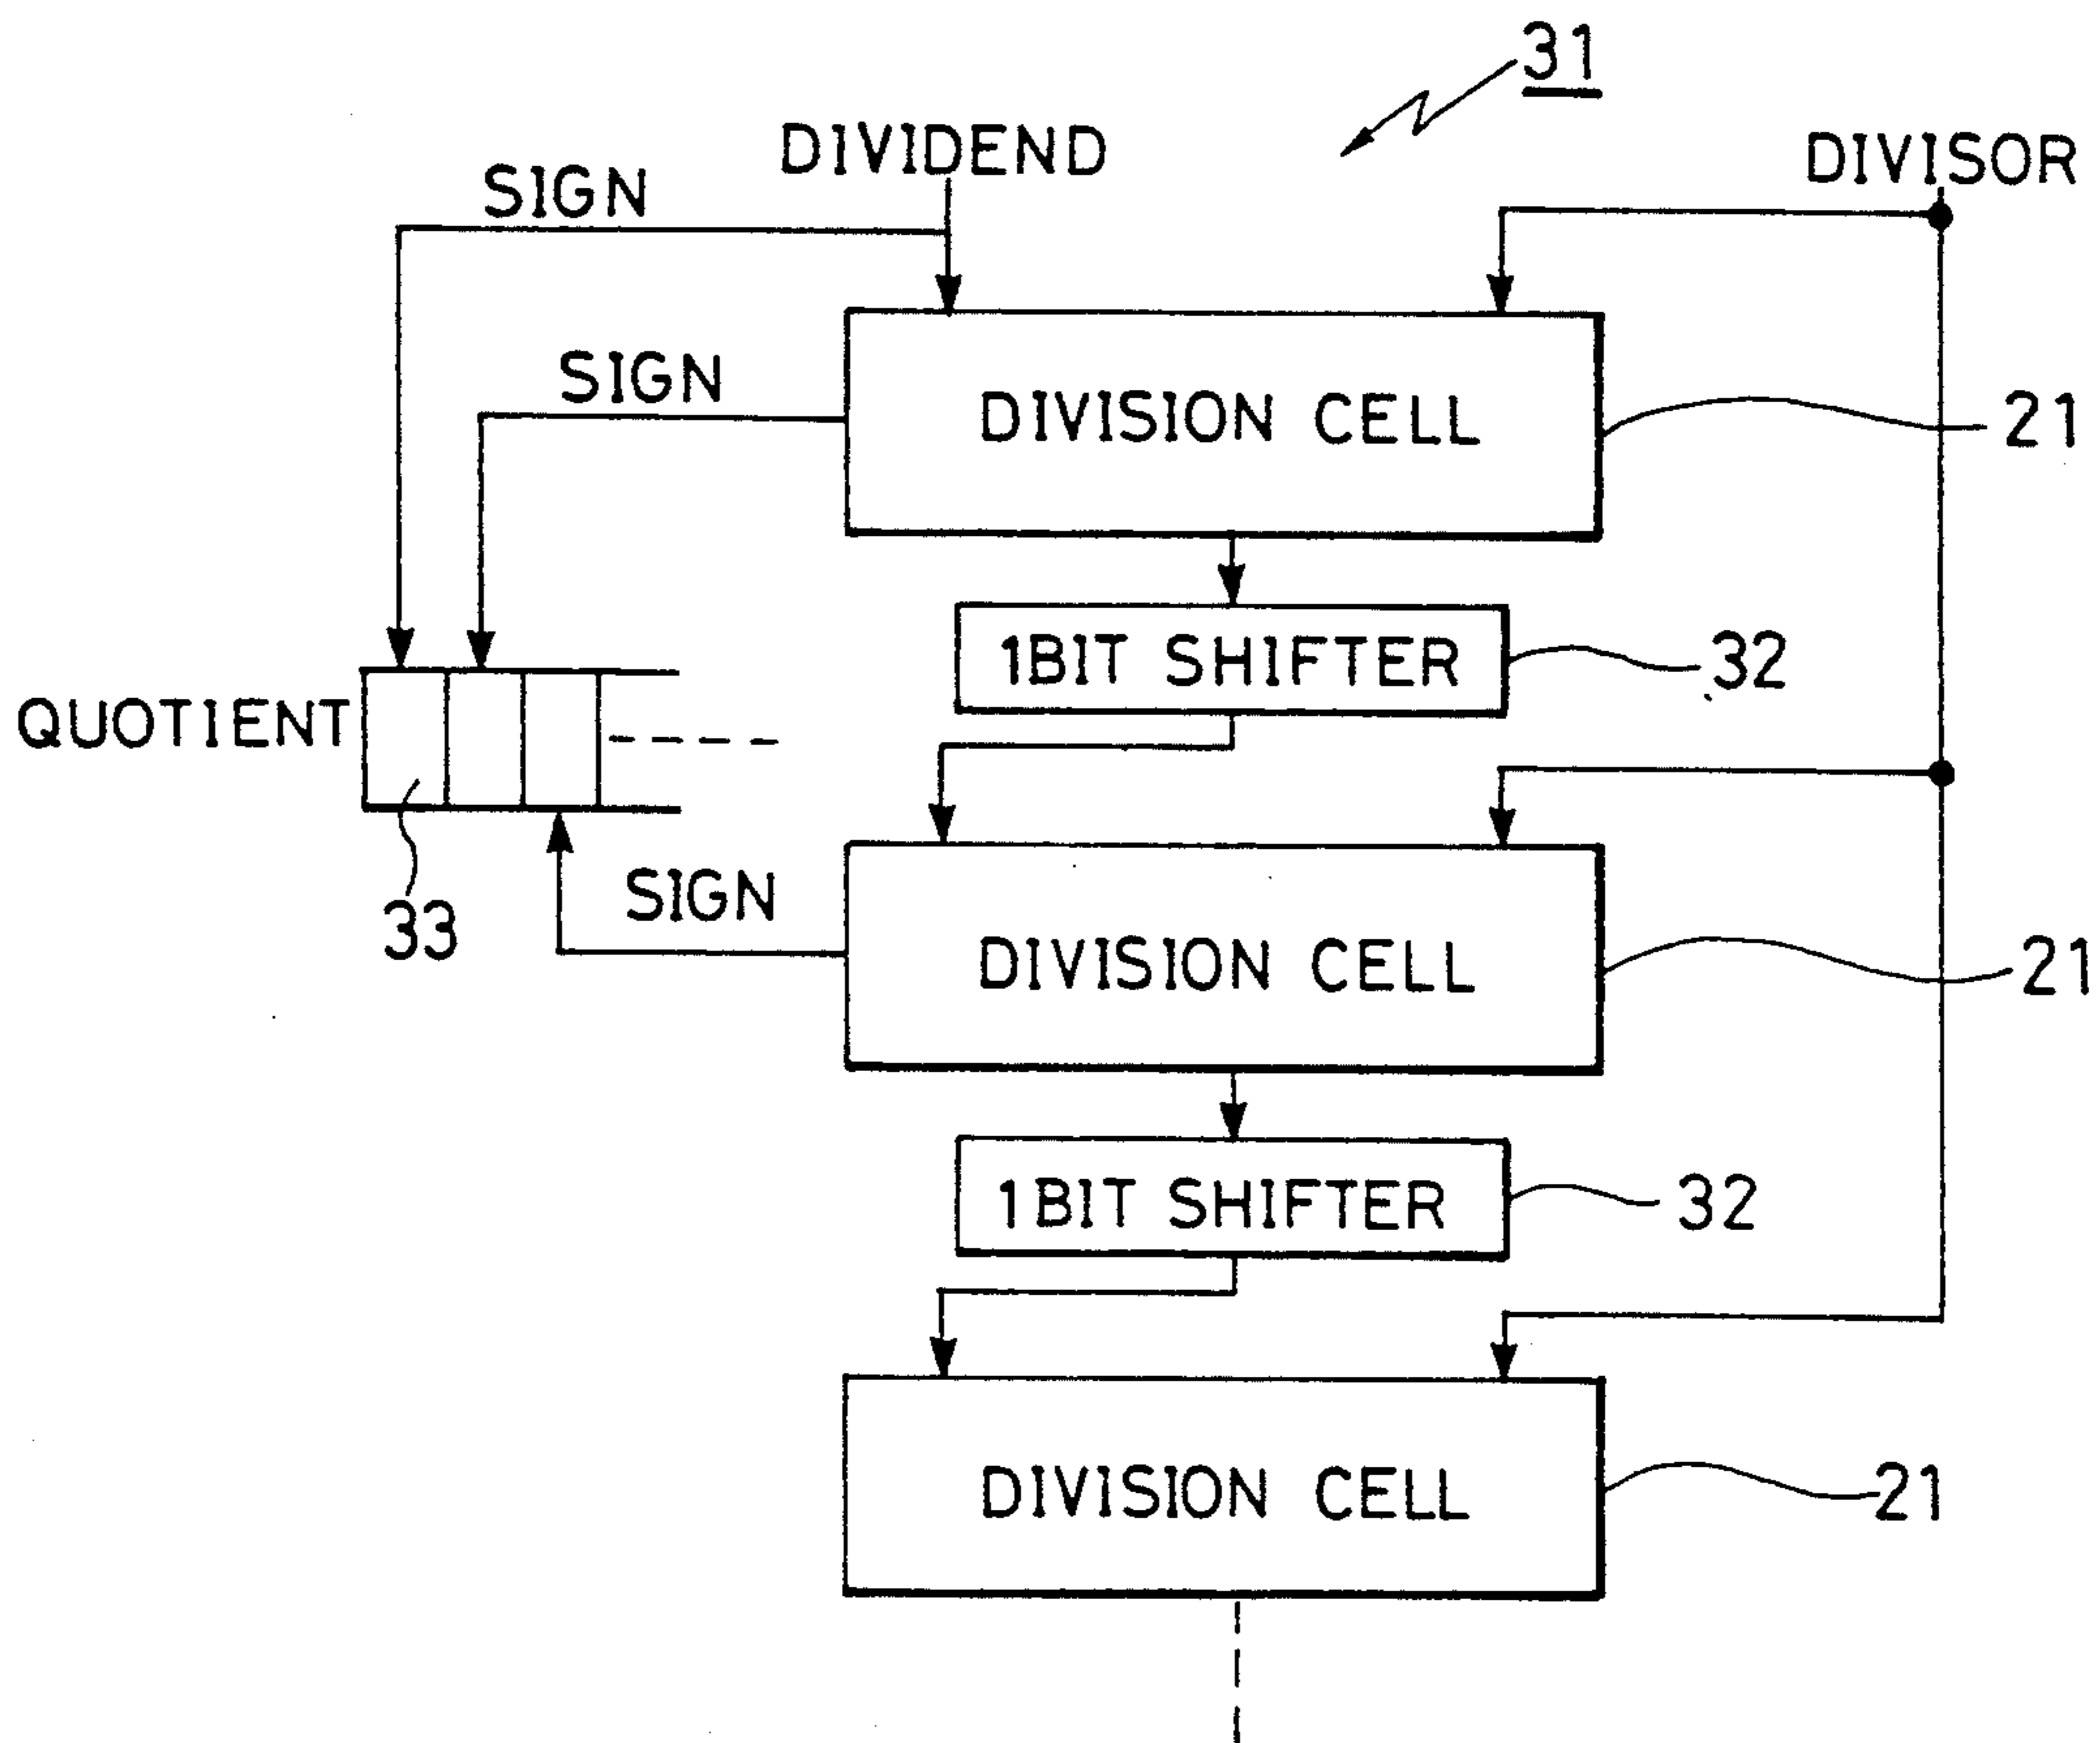 31
DIVIDEND
DIVISOR
SIGN
SIGN
DIVISION CELL
21
1BIT SHIFTER
32
QUOTIENT
33
SIGN
DIVISION CELL
21
1BIT SHIFTER
32
DIVISION CELL
21